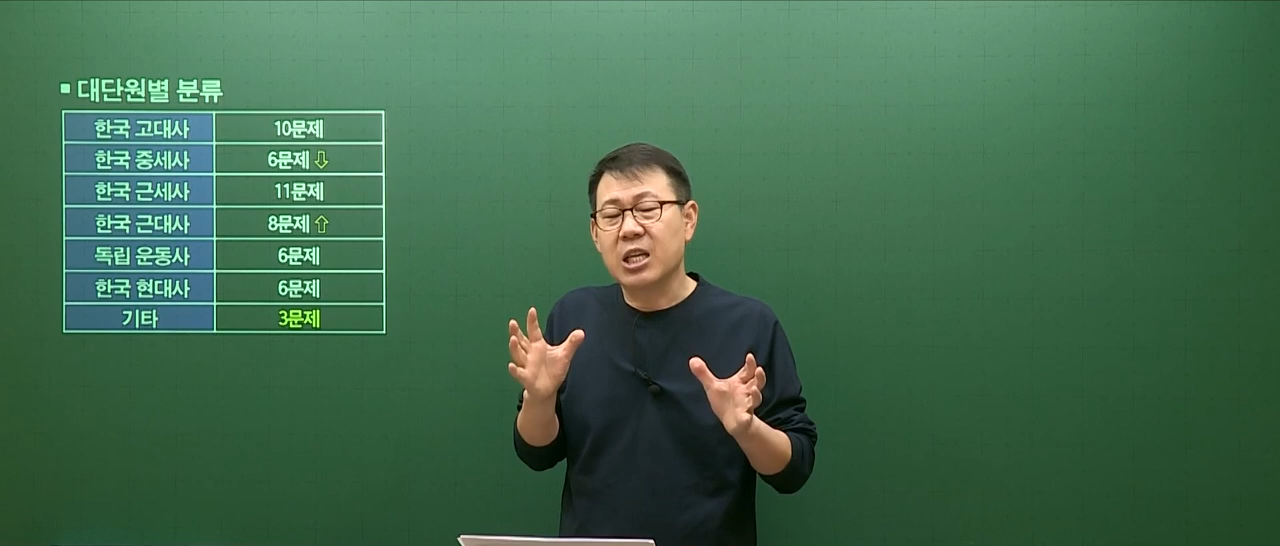 ▪ 대단원별 분류
한국 고대사 10문제
한국 중세사 6문제 ⇩
한국 근세사 11문제
한국 근대사 8문제 ⇧
독립 운동사 6문제
한국 현대사 6문제
기타 3문제